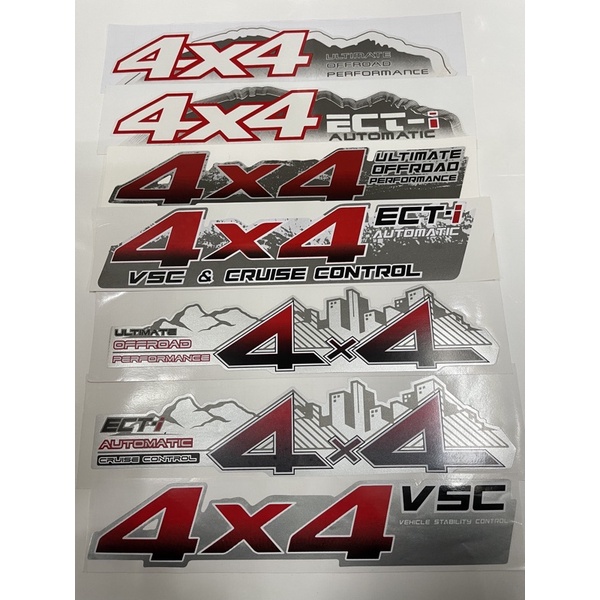 4x4
ULTIMATE
OFFROAD
PERFORMANCE
4x4
ECT-i
AUTOMATIC
4x4
ULTIMATE
OFFROAD
PERFORMANCE
4x4
ECT-i
AUTOMATIC
VSC & CRUISE CONTROL
ULTIMATE
OFFROAD
PERFORMANCE
4x4
ECT-i
AUTOMATIC
CRUISE CONTROL
4x4
4x4
VSC
VEHICLE STABILITY CONTROL